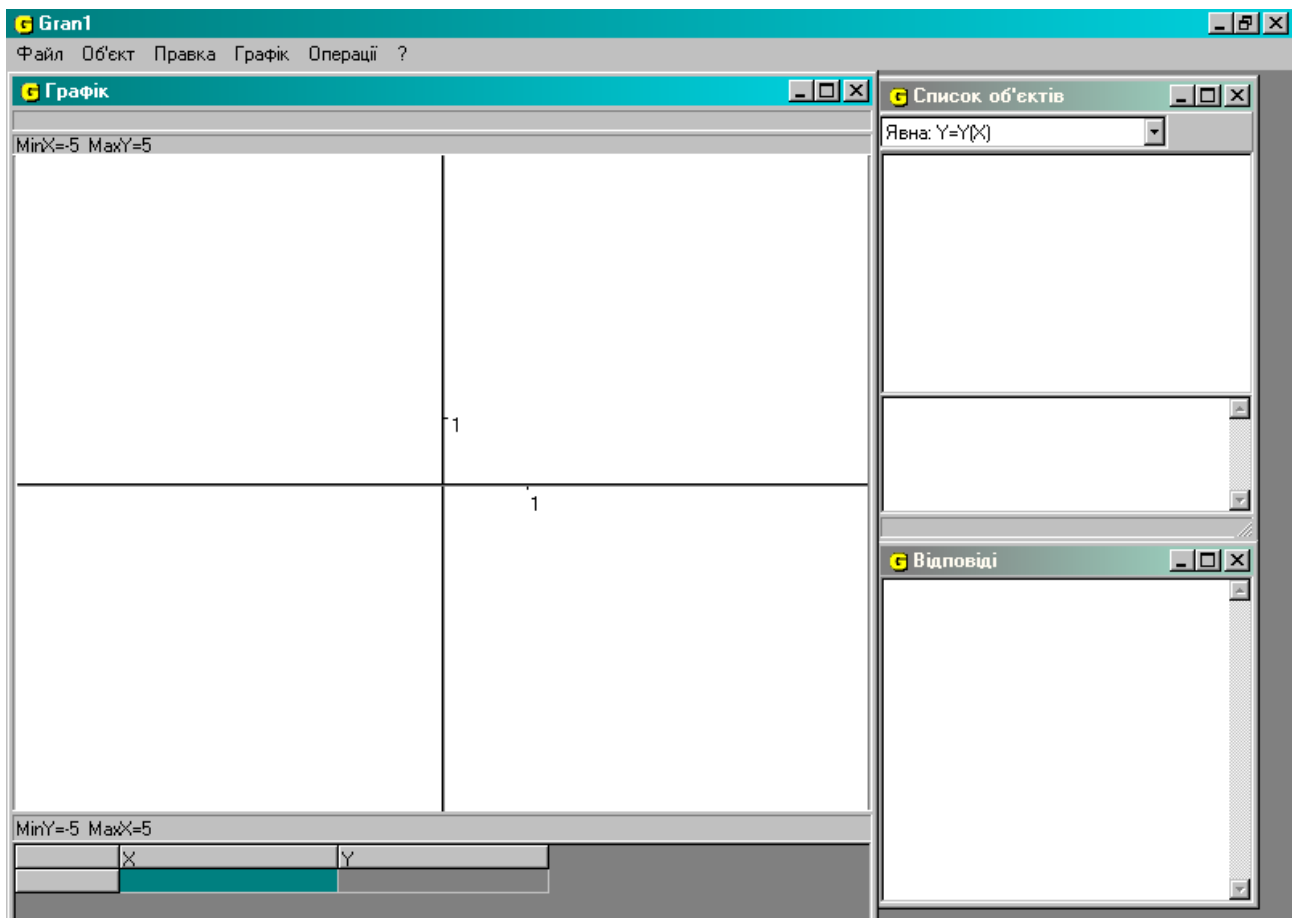 Gran1
Файл Об'єкт Правка Графік Операції ?
Графік
MinX=-5 MaxY=5
1
1
MinY=-5 MaxX=5
X Y
Список об'єктів
Явна: Y=Y(X)
Відповіді